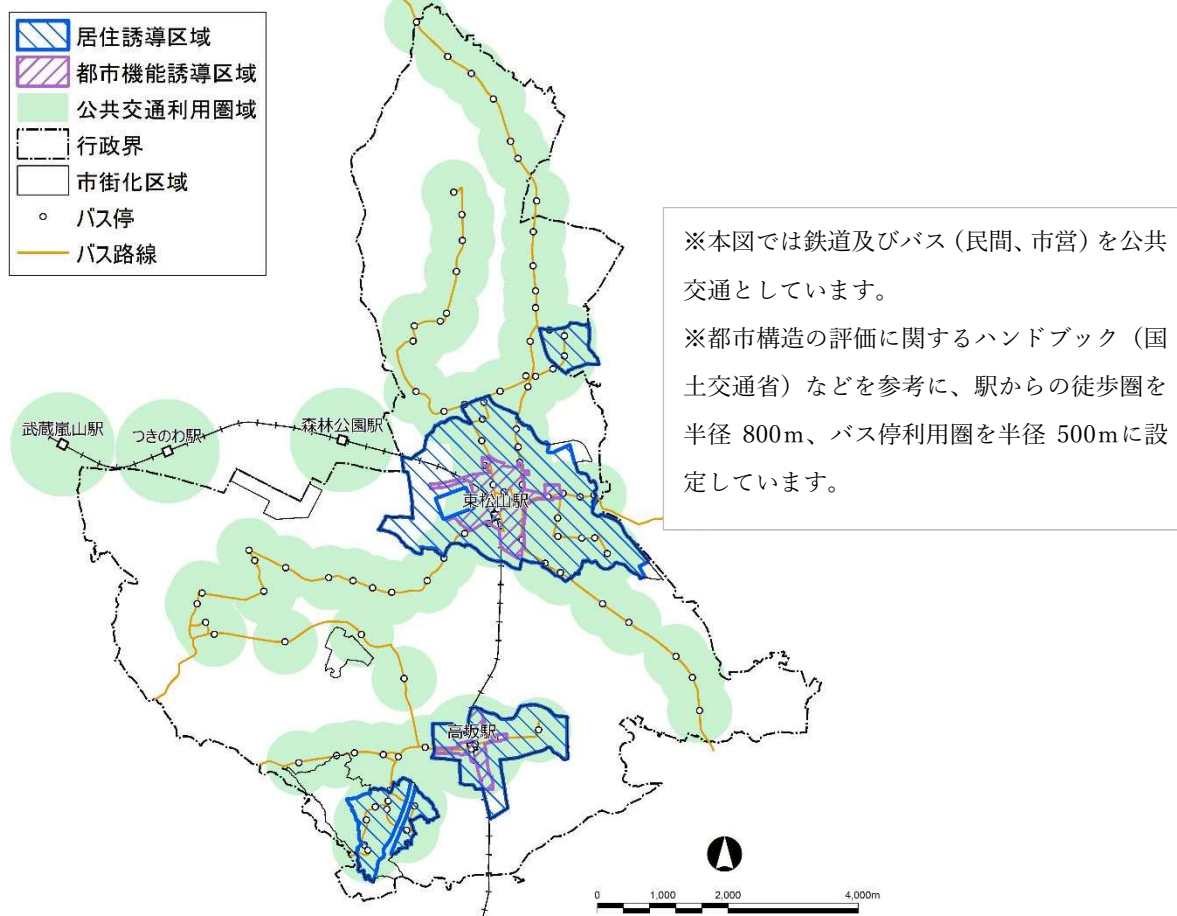 居住誘導区域
都市機能誘導区域
公共交通利用圏域
行政界
市街化区域
バス停
バス路線
※本図では鉄道及びバス（民間、市営）を公共
交通としています。
※都市構造の評価に関するハンドブック（国
土交通省）などを参考に、駅からの徒歩圏を
半径 800ｍ、バス停利用圏を半径 500ｍに設
定しています。
武蔵嵐山駅
つきのわ駅
森林公園駅
東松山駅
高坂駅
0 1,000 2,000 4,000m